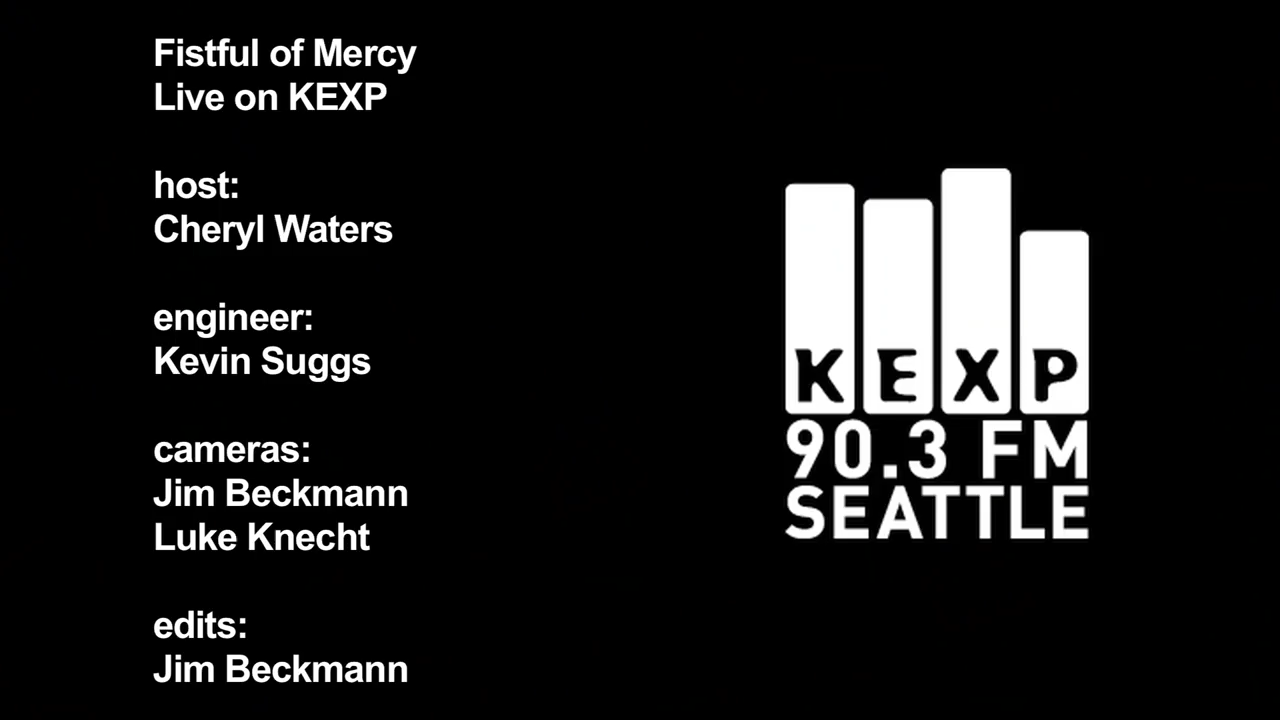 Fistful of Mercy
Live on KEXP
host:
Cheryl Waters
engineer:
Kevin Suggs
cameras:
Jim Beckmann
Luke Knecht
edits:
Jim Beckmann
KEXP
90.3 FM
SEATTLE